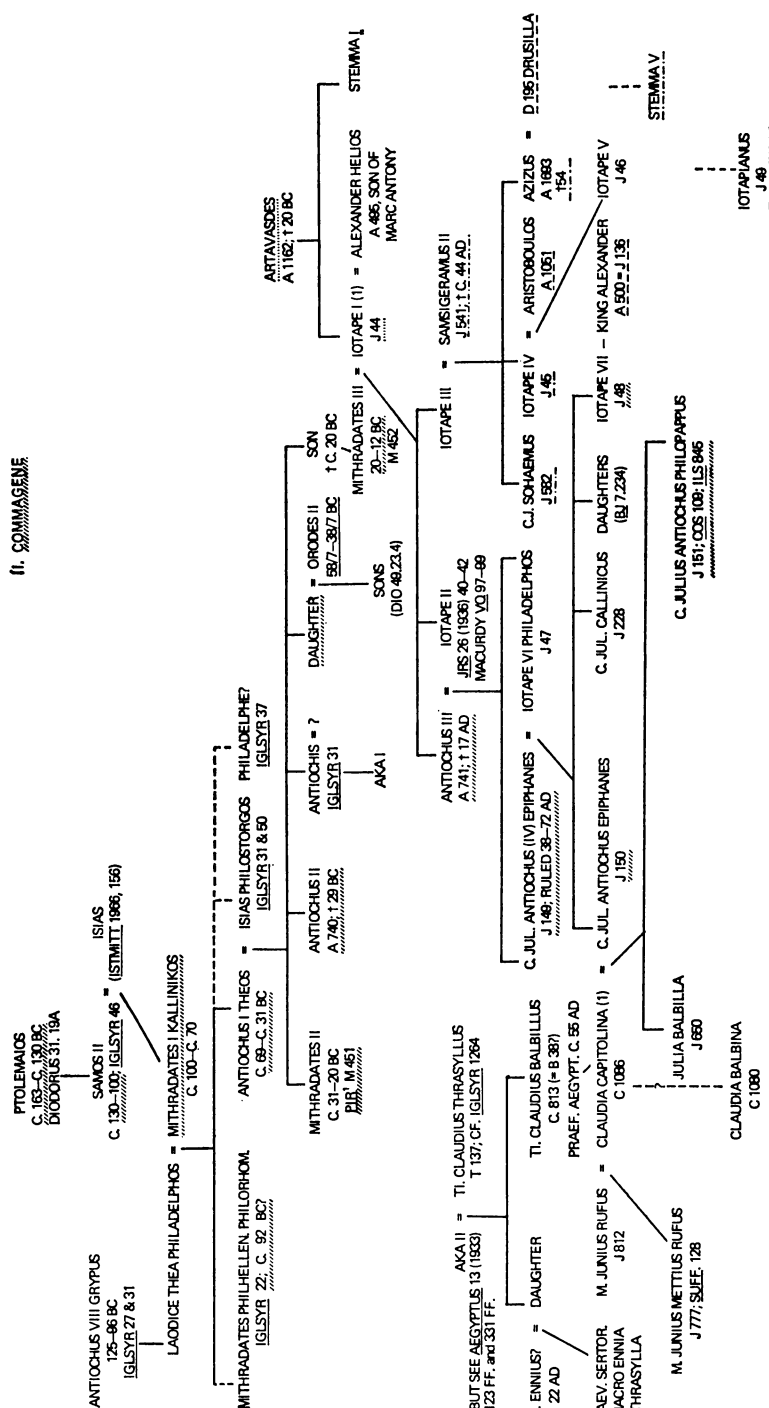 II. COMMAGENE
PTOLEMAIOS
C. 163–C. 130 BC
DIODORUS 31. 19A
ANTIOCHUS VIII GRYPUS
125–96 BC
IGLSYR 27 & 31
SAMOS II
C. 130–100; IGLSYR 46
=
ISIAS
(ISTMITT 1966, 156)
LAODICE THEA PHILADELPHOS = MITHRADATES I KALLINIKOS
C. 100–C. 70
MITHRADATES PHILHELLEN. PHILORHOM.
IGLSYR 22; C. 92 BC?
ANTIOCHUS I THEOS
C. 69–C. 31 BC
=
ISIAS PHILOSTORGOS
IGLSYR 31 & 50
PHILADELPHE?
IGLSYR 37
MITHRADATES II
C. 31–20 BC
PIR¹ M 451
ANTIOCHUS II
A 740; † 29 BC
ANTIOCHIS = ?
IGLSYR 31
AKA I
DAUGHTER = ORODES II
58/7–38/7 BC
SONS
(DIO 49.23.4)
SON
† C. 20 BC
ARTAVASDES
A 1162; † 20 BC
MITHRADATES III
20–12 BC
M 452
=
IOTAPE I (1)
J 44
=
ALEXANDER HELIOS
A 495, SON OF
MARC ANTONY
STEMMA I
BUT SEE AEGYPTUS 13 (1933)
123 FF. and 331 FF.
AKA II = TI. CLAUDIUS THRASYLLUS
T 137; CF. IGLSYR 1264
ANTIOCHUS III
A 741; † 17 AD
=
IOTAPE II
JRS 26 (1936) 40–42
MACURDY VQ 97–99
IOTAPE III
=
SAMSIGERAMUS II
J 541; † C. 44 AD
. ENNIUS?
22 AD
=
DAUGHTER
TI. CLAUDIUS BALBILLUS
C. 813 (= B 38?)
PRAEF. AEGYPT. C. 55 AD
C. JUL. ANTIOCHUS (IV) EPIPHANES
J 149; RULED 38–72 AD
=
IOTAPE VI PHILADELPHOS
J 47
C.J. SOHAEMUS
J 582
IOTAPE IV
J 45
=
ARISTOBOULOS
A 1051
AZIZUS
A 1693
†54
=
D 195 DRUSILLA
AEV. SERTOR.
ACRO ENNIA
THRASYLLA
M. JUNIUS RUFUS
J 812
=
CLAUDIA CAPITOLINA (1)
C 1086
=
C. JUL. ANTIOCHUS EPIPHANES
J 150
C. JUL. CALLINICUS
J 228
DAUGHTERS
(BJ 7.234)
IOTAPE VII – KING ALEXANDER
J 48
A 500 = J 136
IOTAPE V
J 46
STEMMA V
M. JUNIUS METTIUS RUFUS
J 777; SUFF. 128
?
JULIA BALBILLA
J 650
C. JULIUS ANTIOCHUS PHILOPAPPUS
J 151; COS 109; ILS 845
CLAUDIA BALBINA
C 1080
IOTAPIANUS
J 49